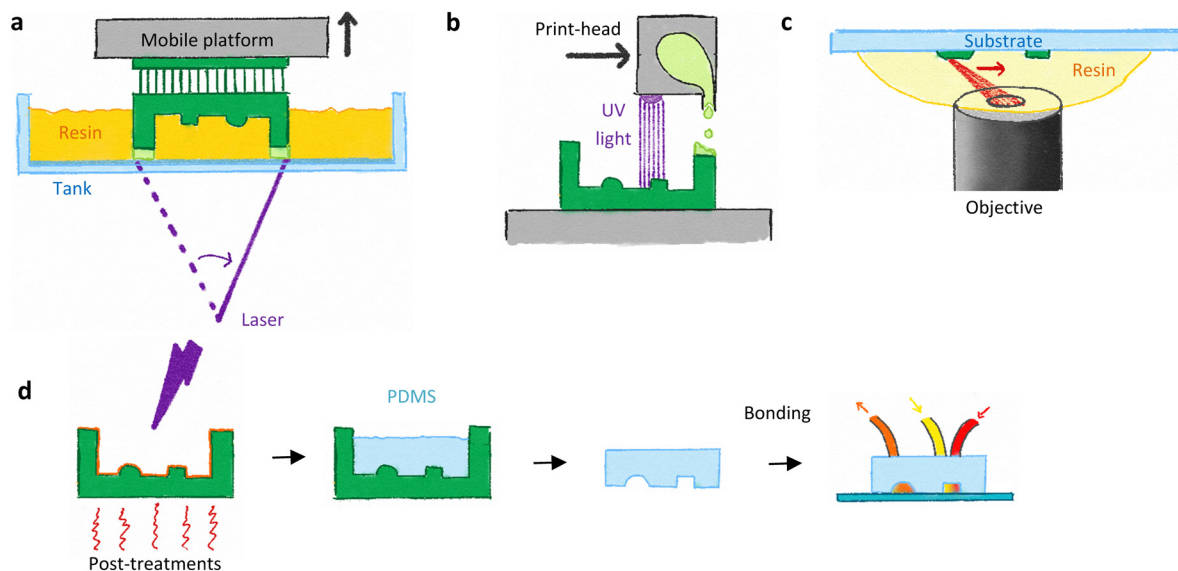 a
Mobile platform
Resin
Tank
Laser
b
Print-head
UV
light
c
Substrate
Resin
Objective
d
Post-treatments
PDMS
Bonding